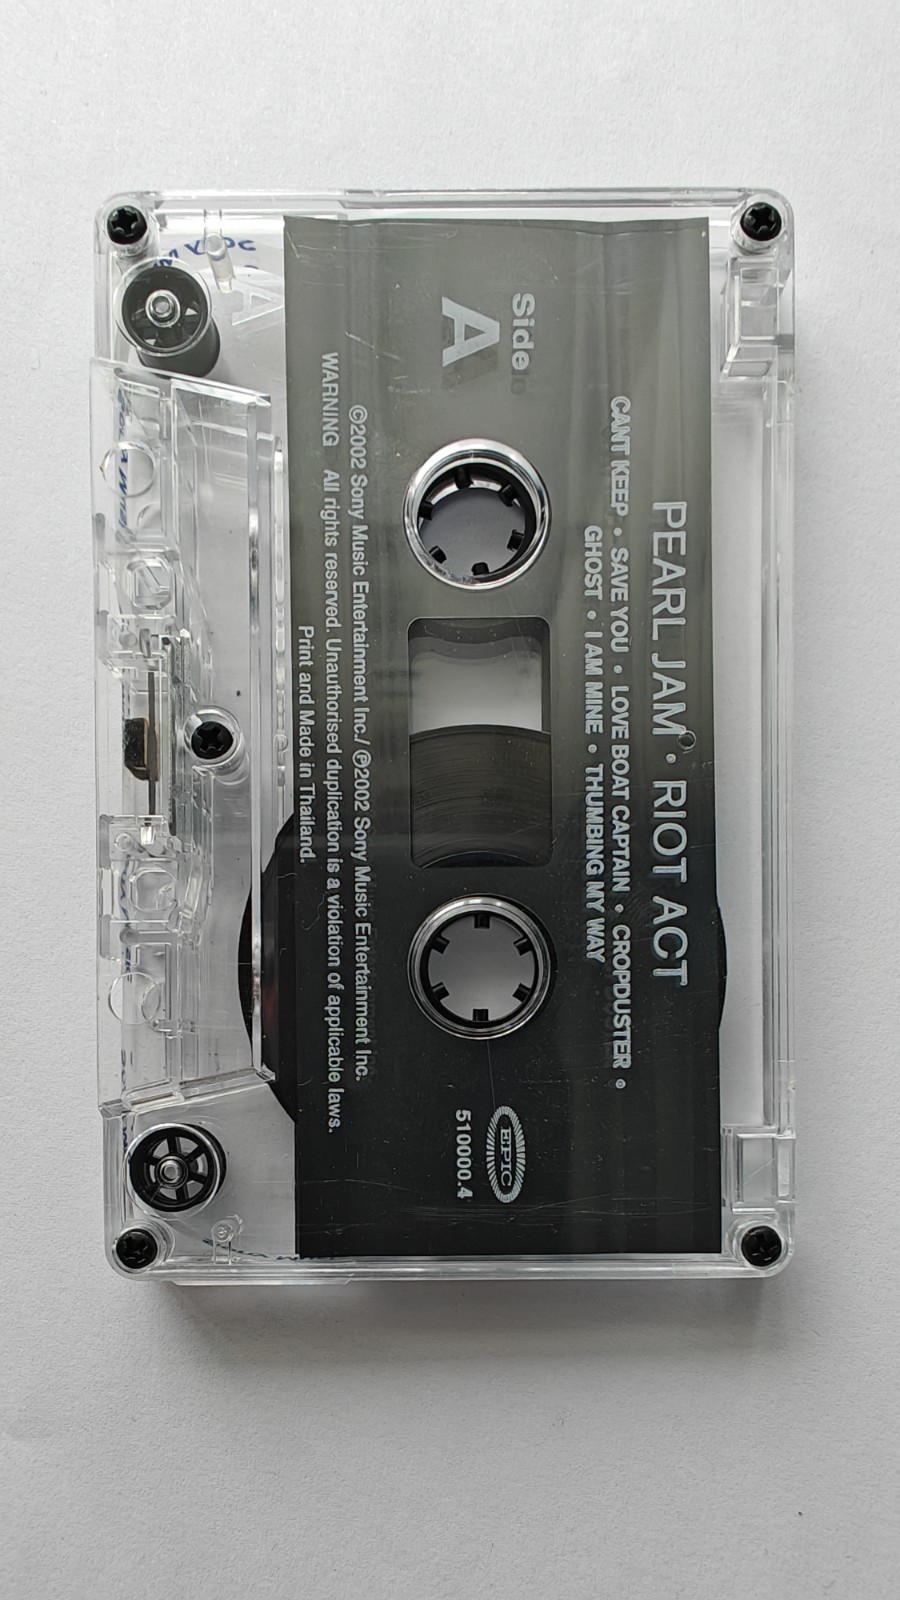 PEARL JAM • RIOT ACT
CANT KEEP • SAVE YOU • LOVE BOAT CAPTAIN • CROPDUSTER •
GHOST • I AM MINE • THUMBING MY WAY
Side
A
EPIC
510000.4
©2002 Sony Music Entertainment Inc./ ℗2002 Sony Music Entertainment Inc.
WARNING All rights reserved. Unauthorised duplication is a violation of applicable laws.
Print and Made in Thailand.
A